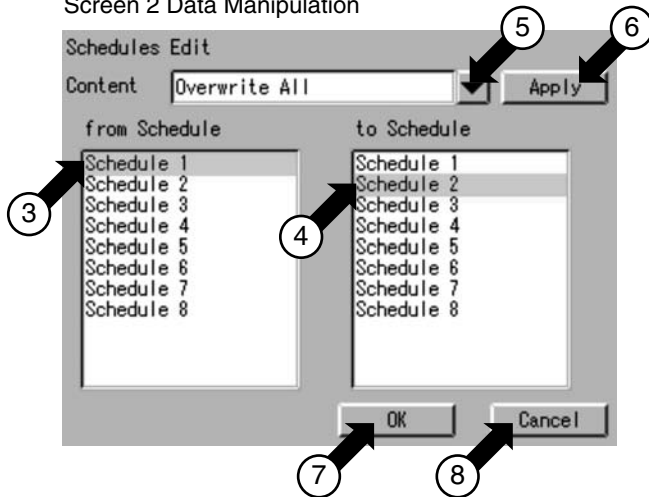 Screen 2 Data Manipulation
5
6
Schedules Edit
Content Overwrite All Apply
from Schedule to Schedule
3
Schedule 1
Schedule 2
Schedule 3
Schedule 4
Schedule 5
Schedule 6
Schedule 7
Schedule 8
4
Schedule 1
Schedule 2
Schedule 3
Schedule 4
Schedule 5
Schedule 6
Schedule 7
Schedule 8
OK Cancel
7
8